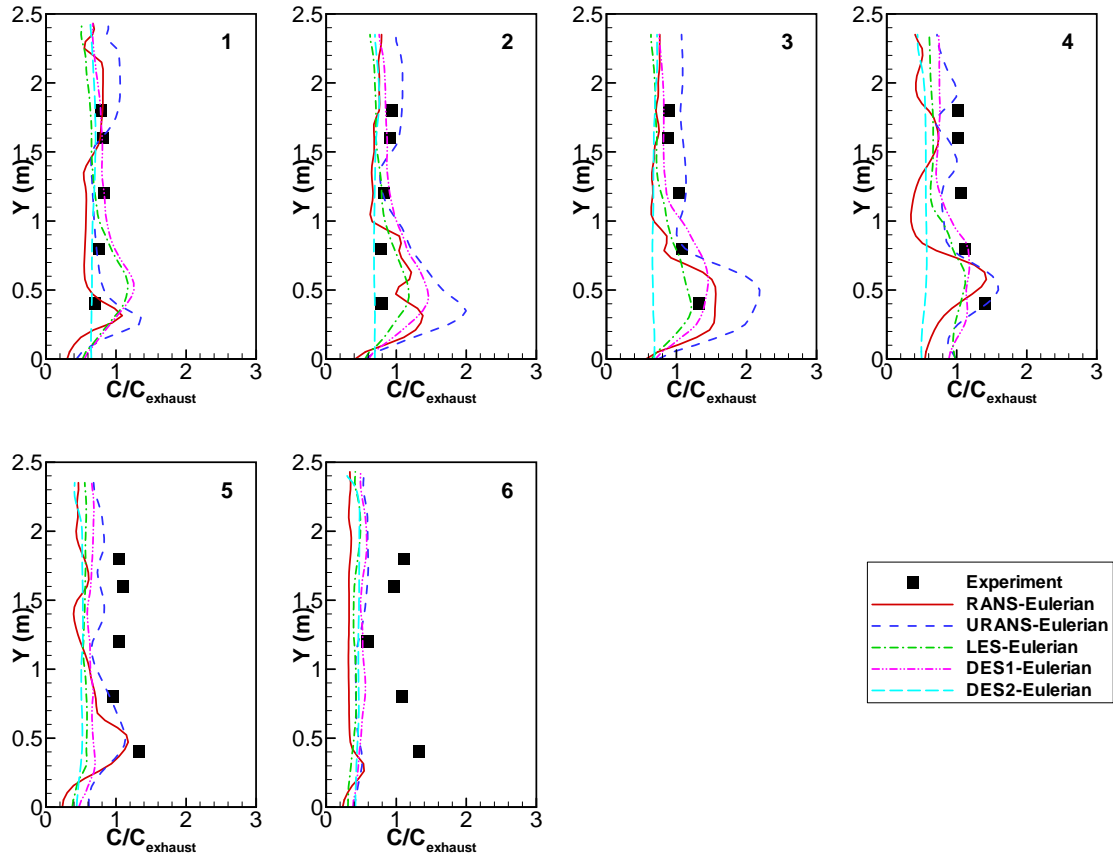 1
2
3
4
Y (m)
Y (m)
Y (m)
Y (m)
2.5
2
1.5
1
0.5
0
2.5
2
1.5
1
0.5
0
2.5
2
1.5
1
0.5
0
2.5
2
1.5
1
0.5
0
0 1 2 3
0 1 2 3
0 1 2 3
0 1 2 3
C/Cexhaust
C/Cexhaust
C/Cexhaust
C/Cexhaust
5
6
Y (m)
Y (m)
2.5
2
1.5
1
0.5
0
2.5
2
1.5
1
0.5
0
0 1 2 3
0 1 2 3
C/Cexhaust
C/Cexhaust
Experiment
RANS-Eulerian
URANS-Eulerian
LES-Eulerian
DES1-Eulerian
DES2-Eulerian